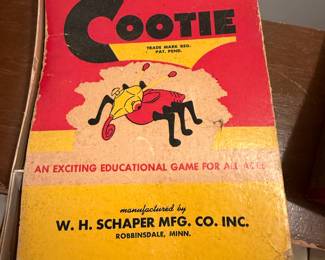 COOTIE
TRADE MARK REG.
PAT. PEND.
AN EXCITING EDUCATIONAL GAME FOR ALL AGES
manufactured by
W. H. SCHAPER MFG. CO. INC.
ROBBINSDALE, MINN.